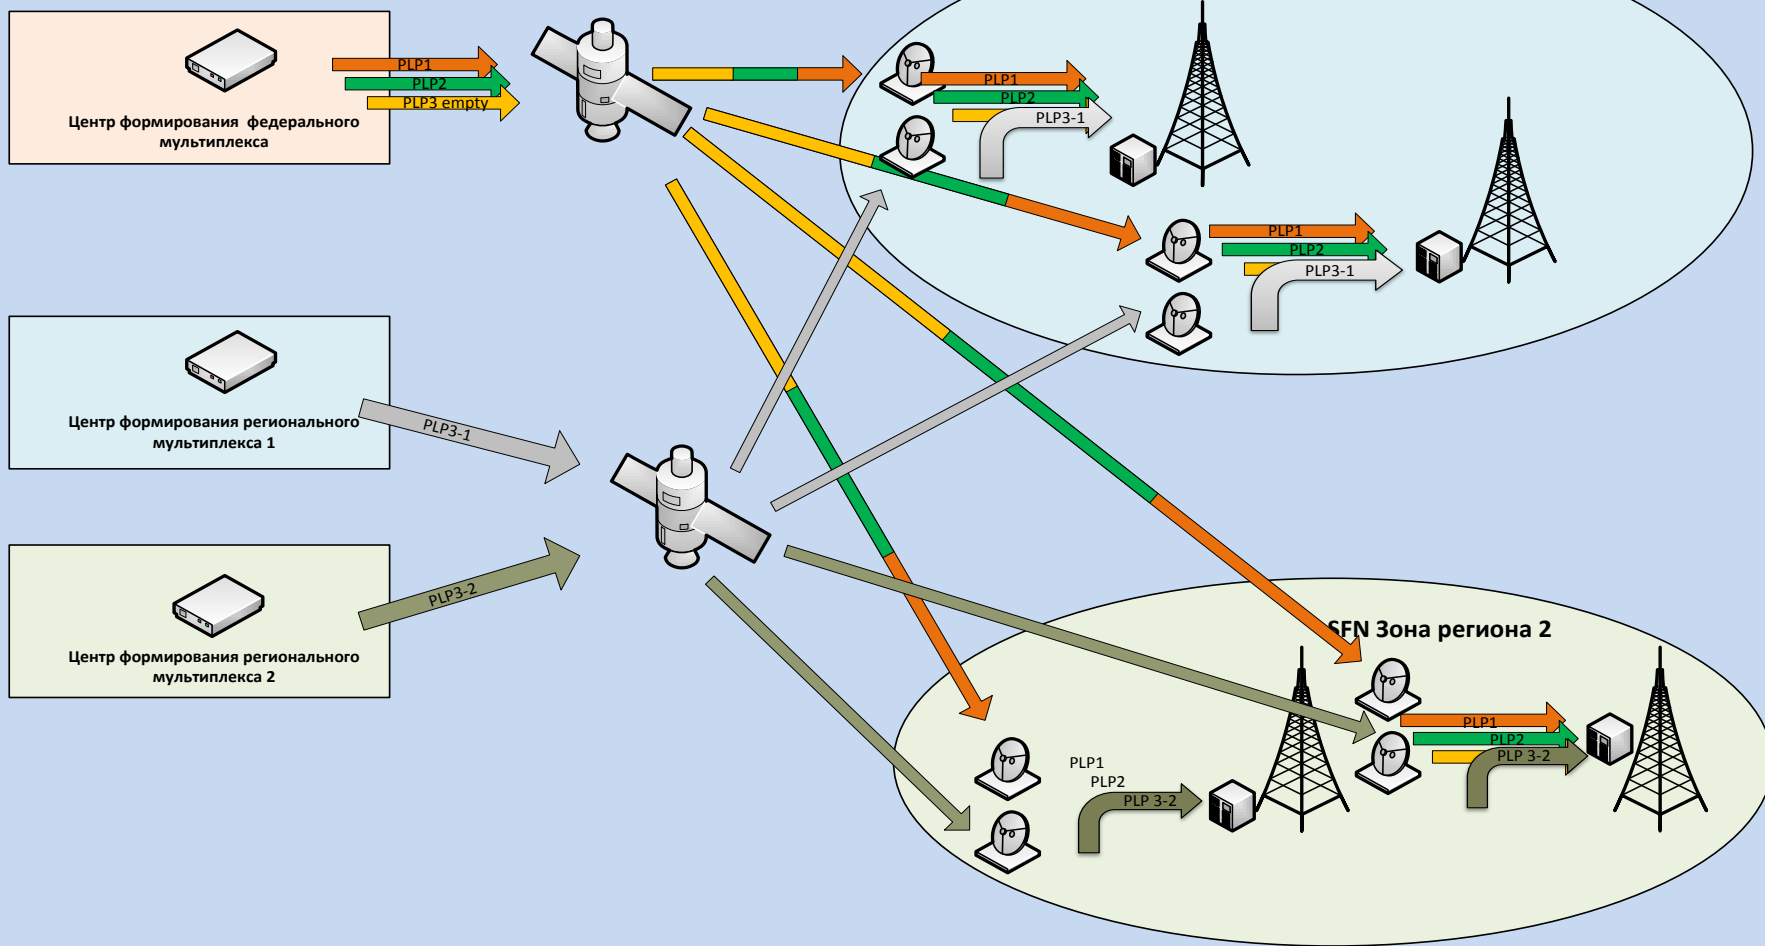 PLP1
PLP2
PLP3 empty
Центр формирования федерального
мультиплекса
PLP1
PLP2
PLP3-1
PLP1
PLP2
PLP3-1
Центр формирования регионального
мультиплекса 1
PLP3-1
Центр формирования регионального
мультиплекса 2
PLP3-2
SFN Зона региона 2
PLP1
PLP2
PLP 3-2
PLP1
PLP2
PLP 3-2